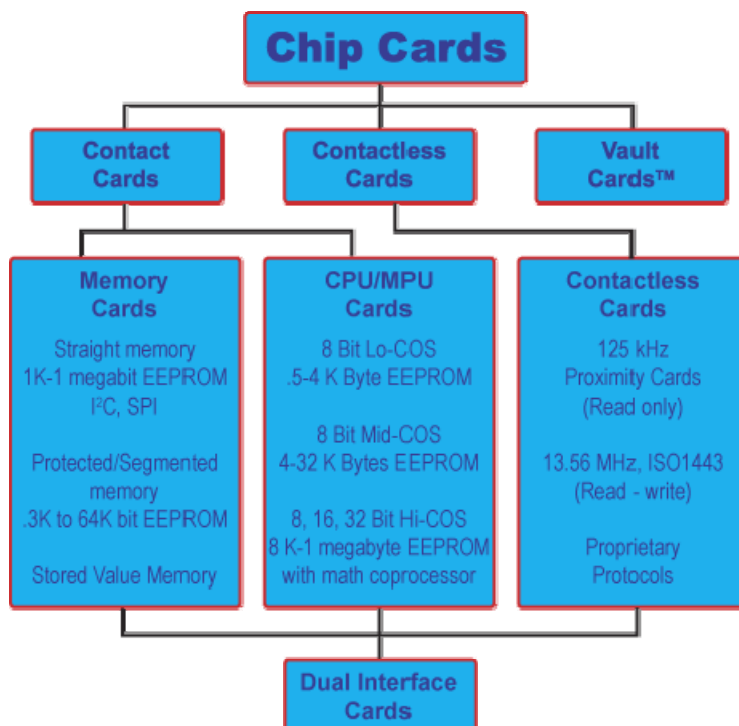 Chip Cards
Contact
Cards
Contactless
Cards
Vault
Cards™
Memory
Cards
Straight memory
1K-1 megabit EEPROM
I²C, SPI
Protected/Segmented
memory
.3K to 64K bit EEPROM
Stored Value Memory
CPU/MPU
Cards
8 Bit Lo-COS
.5-4 K Byte EEPROM
8 Bit Mid-COS
4-32 K Bytes EEPROM
8, 16, 32 Bit Hi-COS
8 K-1 megabyte EEPROM
with math coprocessor
Contactless
Cards
125 kHz
Proximity Cards
(Read only)
13.56 MHz, ISO1443
(Read - write)
Proprietary
Protocols
Dual Interface
Cards